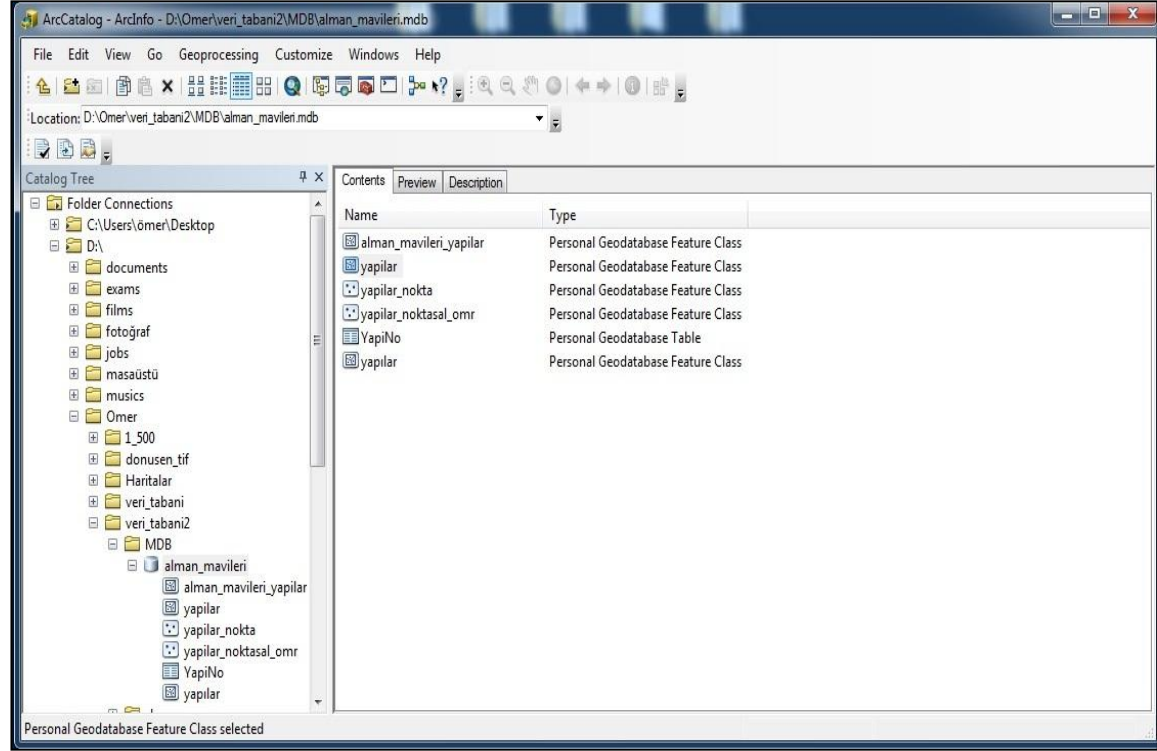 ArcCatalog - ArcInfo - D:\Omer\veri_tabani2\MDB\alman_mavileri.mdb
File Edit View Go Geoprocessing Customize Windows Help
Location: D:\Omer\veri_tabani2\MDB\alman_mavileri.mdb
Catalog Tree
Folder Connections
C:\Users\ömer\Desktop
D:\
documents
exams
films
fotoğraf
jobs
masaüstü
musics
Omer
1_500
donusen_tif
Haritalar
veri_tabani
veri_tabani2
MDB
alman_mavileri
alman_mavileri_yapilar
yapilar
yapilar_nokta
yapilar_noktasal_omr
YapiNo
yapılar
Contents Preview Description
Name Type
alman_mavileri_yapilar Personal Geodatabase Feature Class
yapilar Personal Geodatabase Feature Class
yapilar_nokta Personal Geodatabase Feature Class
yapilar_noktasal_omr Personal Geodatabase Feature Class
YapiNo Personal Geodatabase Table
yapılar Personal Geodatabase Feature Class
Personal Geodatabase Feature Class selected